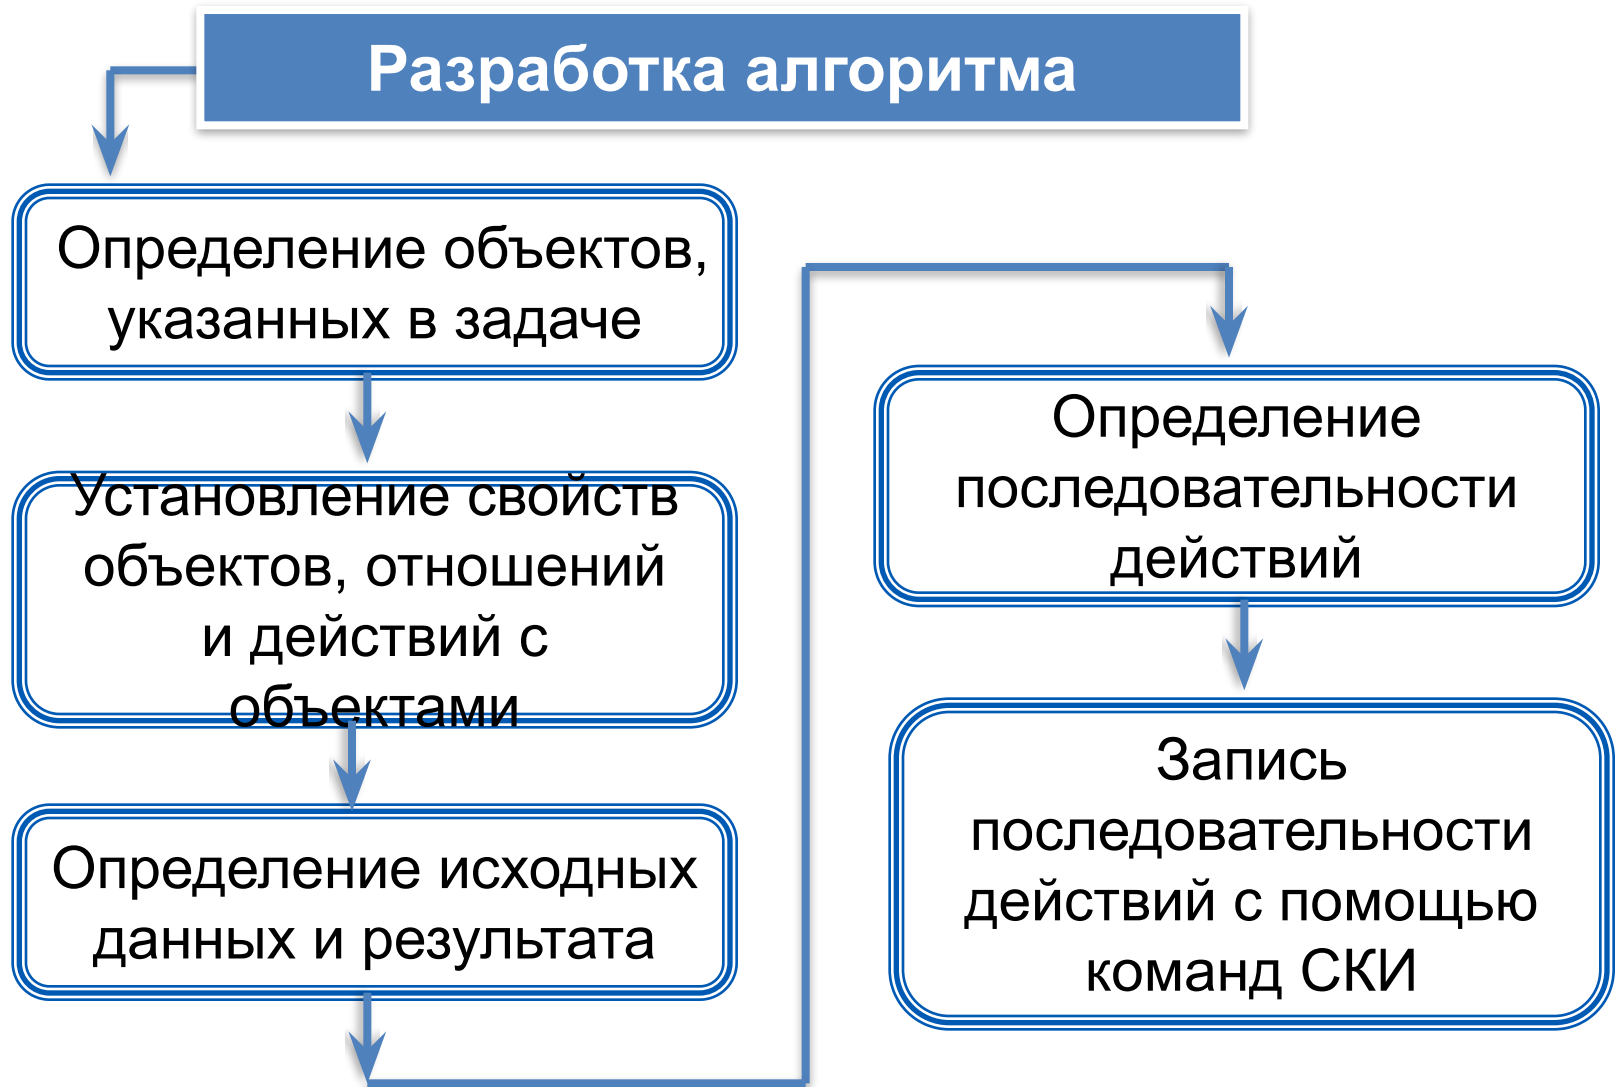 Разработка алгоритма
Определение объектов,
указанных в задаче
Установление свойств
объектов, отношений
и действий с
объектами
Определение исходных
данных и результата
Определение
последовательности
действий
Запись
последовательности
действий с помощью
команд СКИ